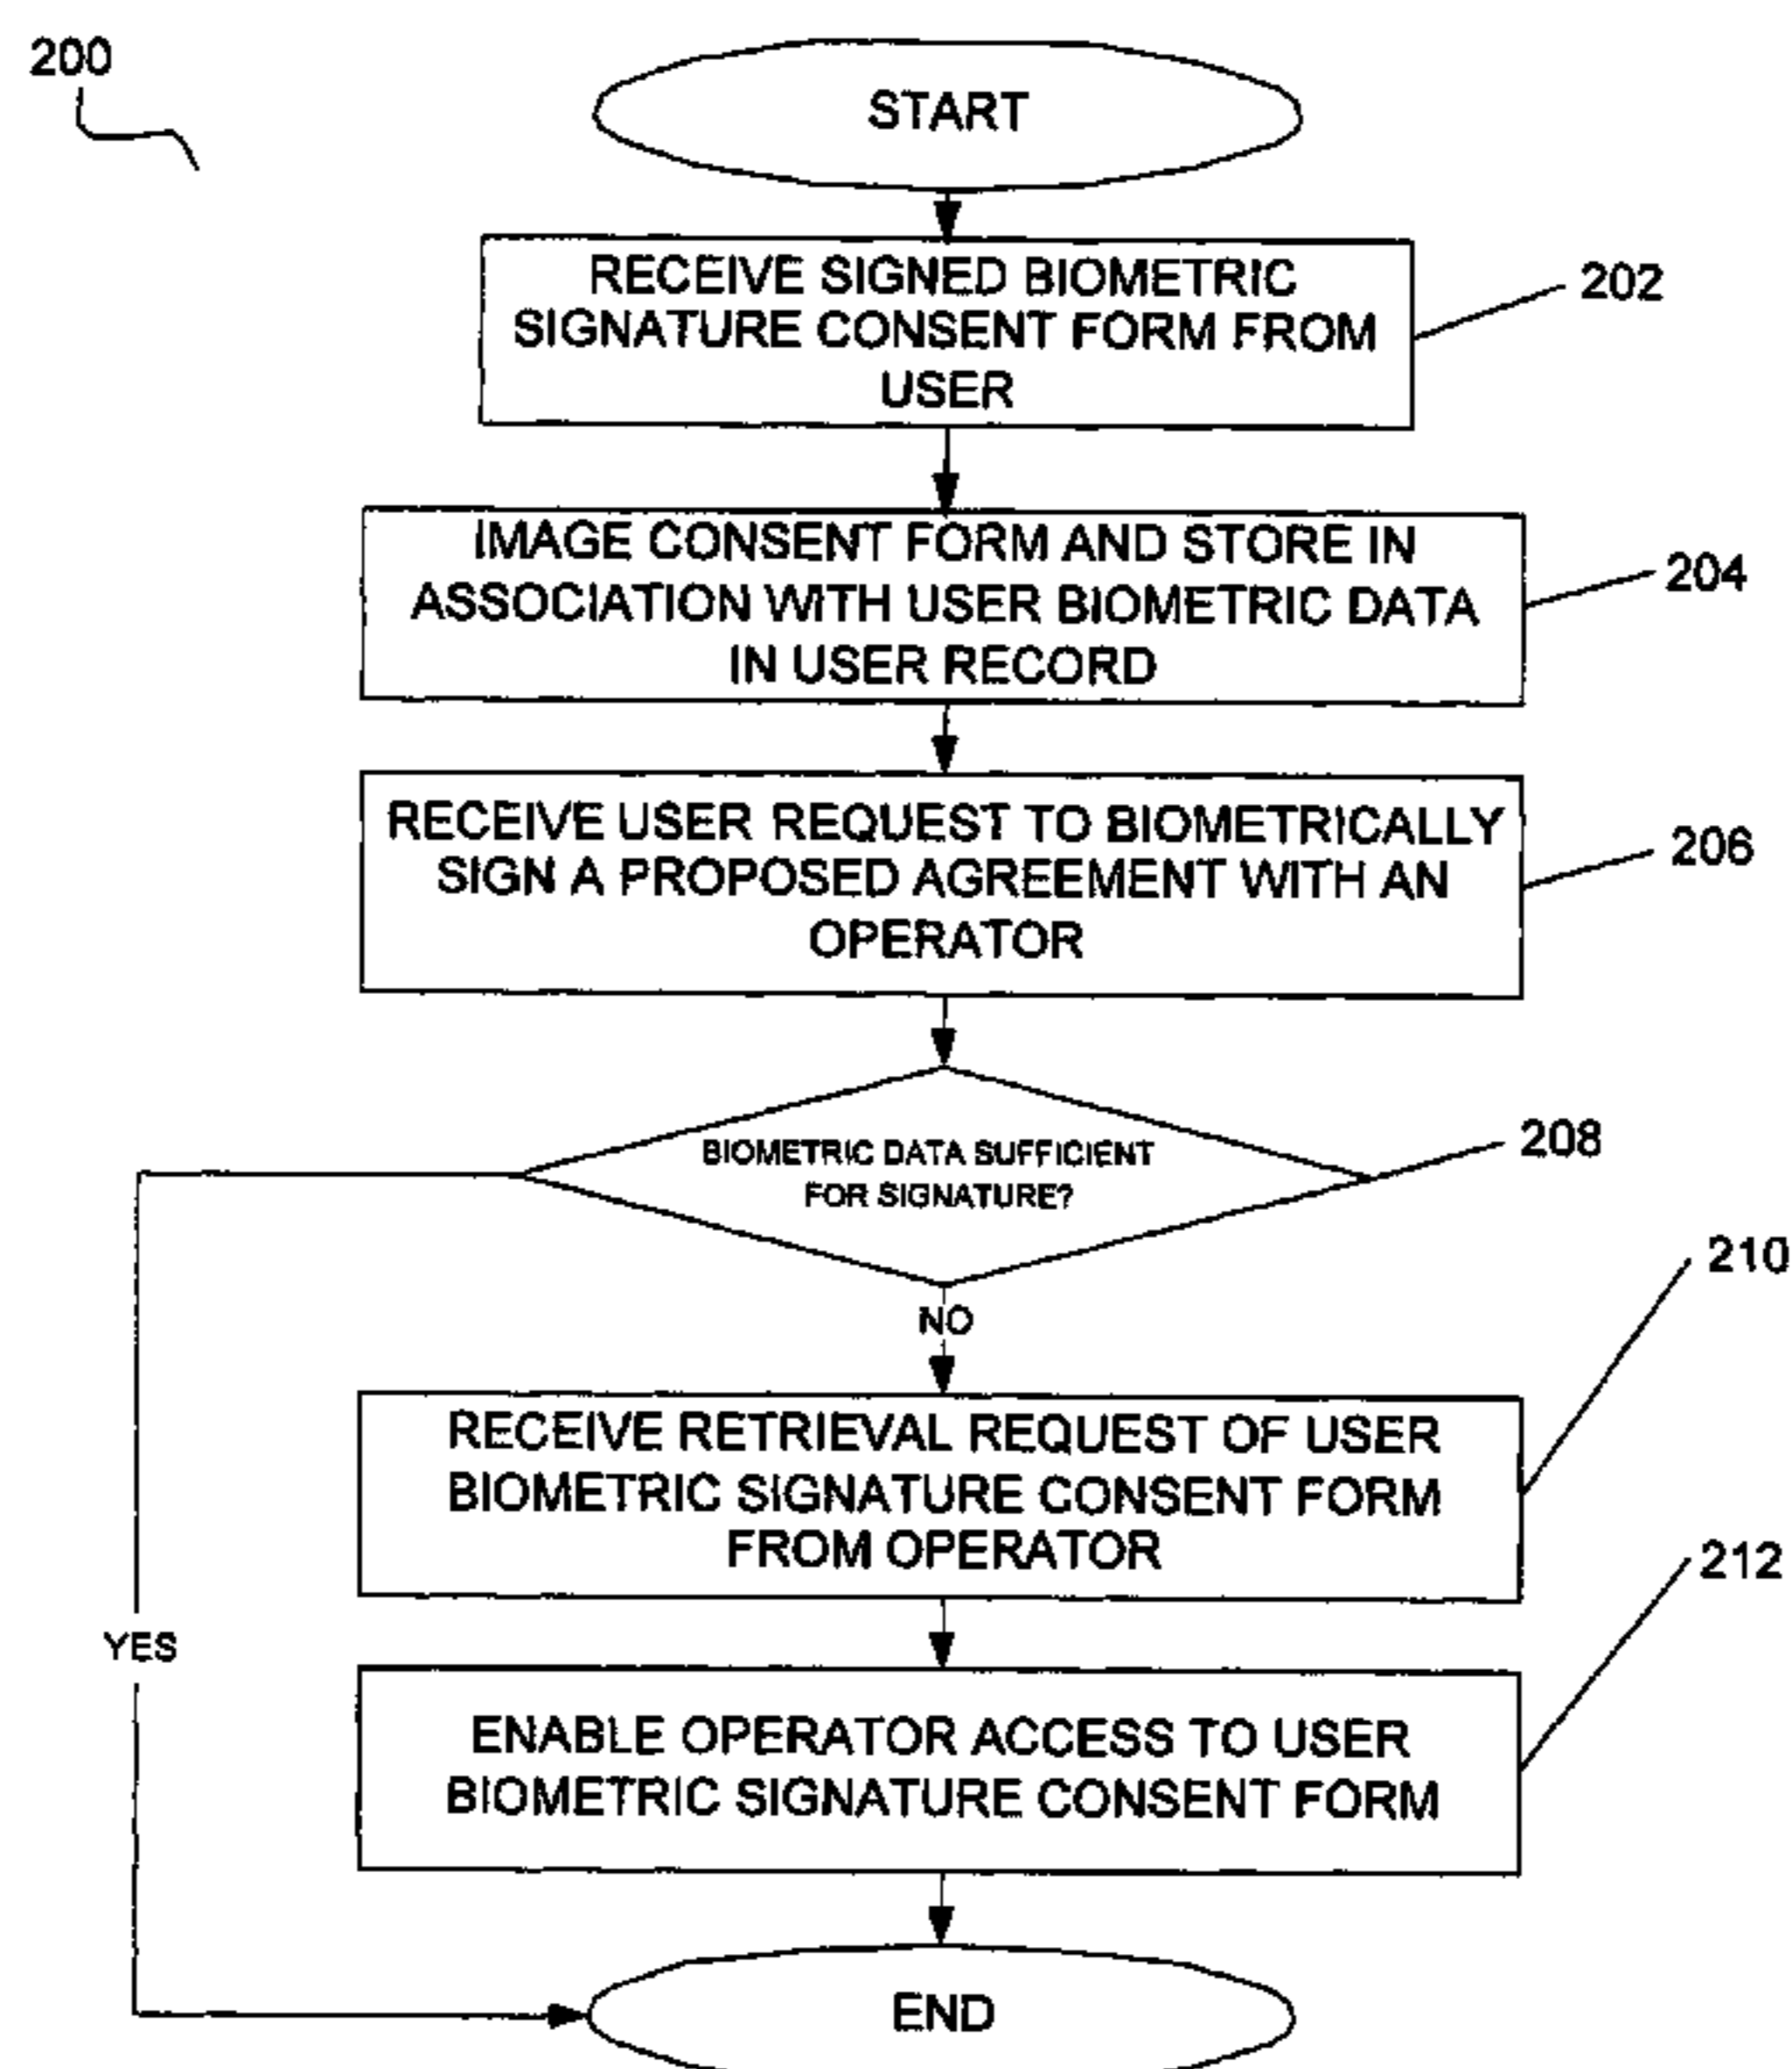 200
START
RECEIVE SIGNED BIOMETRIC
SIGNATURE CONSENT FORM FROM
USER
202
IMAGE CONSENT FORM AND STORE IN
ASSOCIATION WITH USER BIOMETRIC DATA
IN USER RECORD
204
RECEIVE USER REQUEST TO BIOMETRICALLY
SIGN A PROPOSED AGREEMENT WITH AN
OPERATOR
206
BIOMETRIC DATA SUFFICIENT
FOR SIGNATURE?
208
NO
RECEIVE RETRIEVAL REQUEST OF USER
BIOMETRIC SIGNATURE CONSENT FORM
FROM OPERATOR
210
YES
ENABLE OPERATOR ACCESS TO USER
BIOMETRIC SIGNATURE CONSENT FORM
212
END